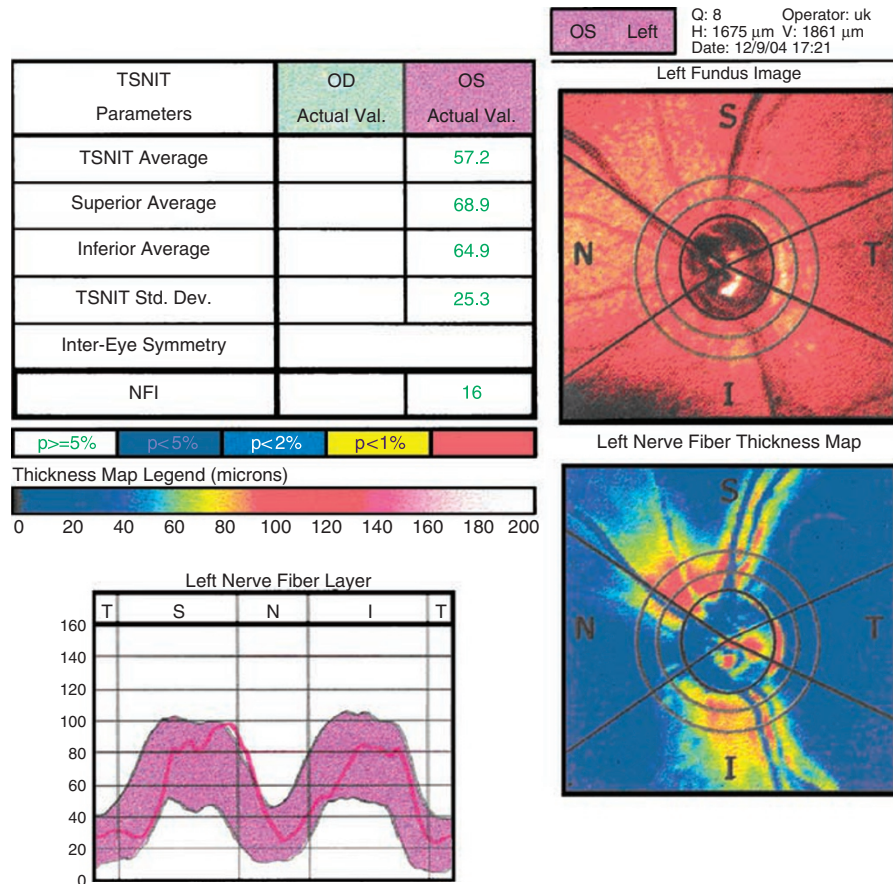 OS Left
Q: 8 Operator: uk
H: 1675 µm V: 1861 µm
Date: 12/9/04 17:21
TSNIT Parameters
OD Actual Val.
OS Actual Val.
TSNIT Average 57.2
Superior Average 68.9
Inferior Average 64.9
TSNIT Std. Dev. 25.3
Inter-Eye Symmetry
NFI 16
p>=5% p<5% p<2% p<1%
Thickness Map Legend (microns)
0 20 40 60 80 100 120 140 160 180 200
Left Fundus Image
S
N T
I
Left Nerve Fiber Thickness Map
S
N T
I
Left Nerve Fiber Layer
T S N I T
160
140
120
100
80
60
40
20
0